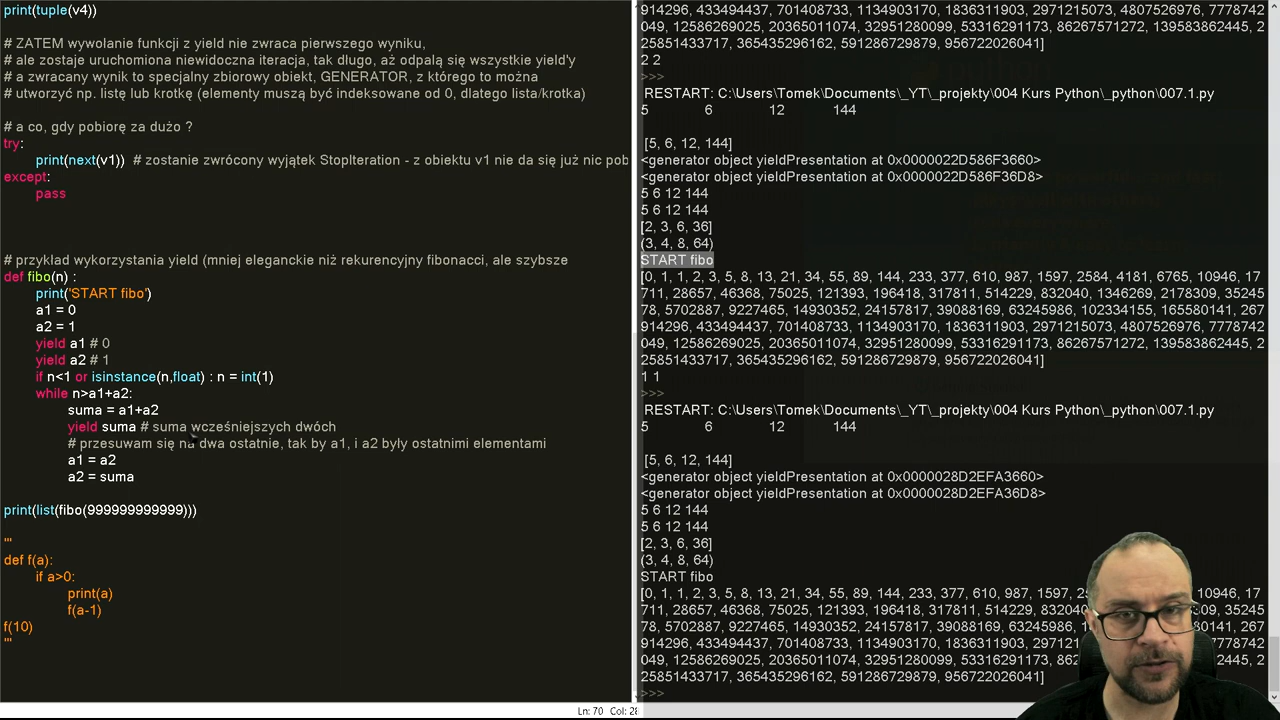 print(tuple(v4))
# ZATEM wywolanie funkcji z yield nie zwraca pierwszego wyniku,
# ale zostaje uruchomiona niewidoczna iteracja, tak dlugo, aż odpalą się wszystkie yield'y
# a zwracany wynik to specjalny zbiorowy obiekt, GENERATOR, z którego to można
# utworzyć np. listę lub krotkę (elementy muszą być indeksowane od 0, dlatego lista/krotka)
# a co, gdy pobiorę za dużo ?
try:
print(next(v1)) # zostanie zwrócony wyjątek StopIteration - z obiektu v1 nie da się już nic pob
except:
pass
# przykład wykorzystania yield (mniej eleganckie niż rekurencyjny fibonacci, ale szybsze
def fibo(n) :
print('START fibo')
a1 = 0
a2 = 1
yield a1 # 0
yield a2 # 1
if n<1 or isinstance(n,float) : n = int(1)
while n>a1+a2:
suma = a1+a2
yield suma # suma wcześniejszych dwóch
# przesuwam się na dwa ostatnie, tak by a1, i a2 byly ostatnimi elementami
a1 = a2
a2 = suma
print(list(fibo(999999999999)))
'''
def f(a):
if a>0:
print(a)
f(a-1)
f(10)
'''
Ln: 70 Col: 28
914296, 433494437, 701408733, 1134903170, 1836311903, 2971215073, 4807526976, 7778742
049, 12586269025, 20365011074, 32951280099, 53316291173, 86267571272, 139583862445, 2
25851433717, 365435296162, 591286729879, 956722026041]
2 2
>>>
RESTART: C:\Users\Tomek\Documents\_YT\_projekty\004 Kurs Python\_python\007.1.py
5 6 12 144
[5, 6, 12, 144]
<generator object yieldPresentation at 0x0000022D586F3660>
<generator object yieldPresentation at 0x0000022D586F36D8>
5 6 12 144
5 6 12 144
[2, 3, 6, 36]
(3, 4, 8, 64)
START fibo
[0, 1, 1, 2, 3, 5, 8, 13, 21, 34, 55, 89, 144, 233, 377, 610, 987, 1597, 2584, 4181, 6765, 10946, 17
711, 28657, 46368, 75025, 121393, 196418, 317811, 514229, 832040, 1346269, 2178309, 35245
78, 5702887, 9227465, 14930352, 24157817, 39088169, 63245986, 102334155, 165580141, 267
914296, 433494437, 701408733, 1134903170, 1836311903, 2971215073, 4807526976, 7778742
049, 12586269025, 20365011074, 32951280099, 53316291173, 86267571272, 139583862445, 2
25851433717, 365435296162, 591286729879, 956722026041]
1 1
>>>
RESTART: C:\Users\Tomek\Documents\_YT\_projekty\004 Kurs Python\_python\007.1.py
5 6 12 144
[5, 6, 12, 144]
<generator object yieldPresentation at 0x0000028D2EFA3660>
<generator object yieldPresentation at 0x0000028D2EFA36D8>
5 6 12 144
5 6 12 144
[2, 3, 6, 36]
(3, 4, 8, 64)
START fibo
[0, 1, 1, 2, 3, 5, 8, 13, 21, 34, 55, 89, 144, 233, 377, 610, 987, 1597, 10946, 17
711, 28657, 46368, 75025, 121393, 196418, 317811, 514229, 832040 309, 35245
78, 5702887, 9227465, 14930352, 24157817, 39088169, 63245986, 1 0141, 267
914296, 433494437, 701408733, 1134903170, 1836311903, 297121 7778742
049, 12586269025, 20365011074, 32951280099, 53316291173, 862 2445, 2
25851433717, 365435296162, 591286729879, 956722026041]
>>>